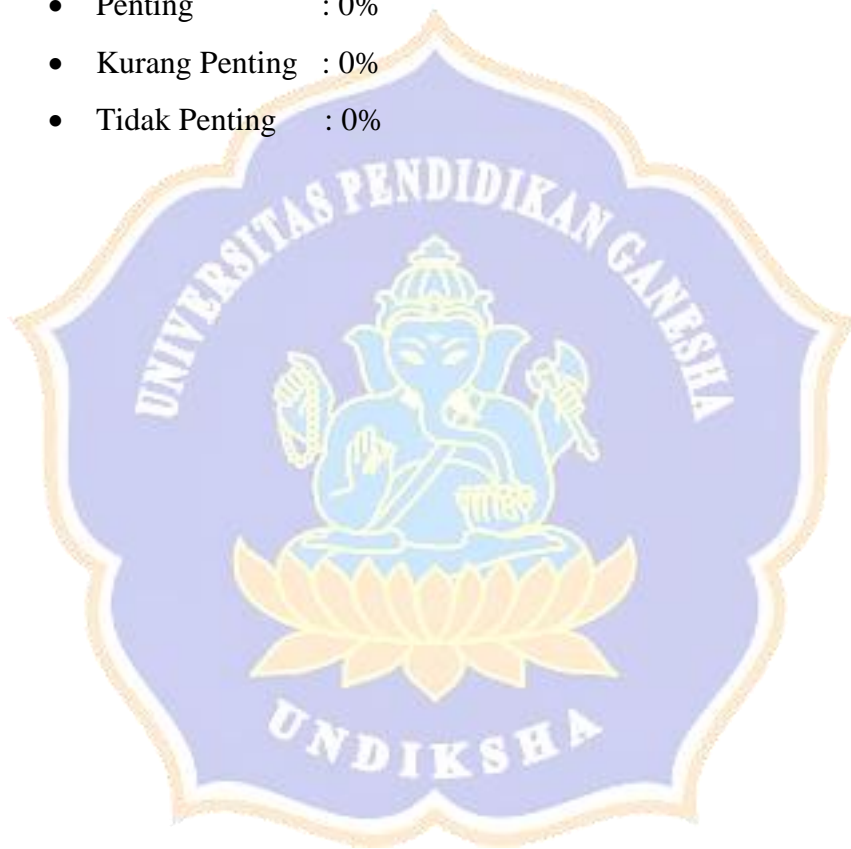 • Penting : 0%
• Kurang Penting : 0%
• Tidak Penting : 0%
UNIVERSITAS PENDIDIKAN GANESHA
UNDIKSHA